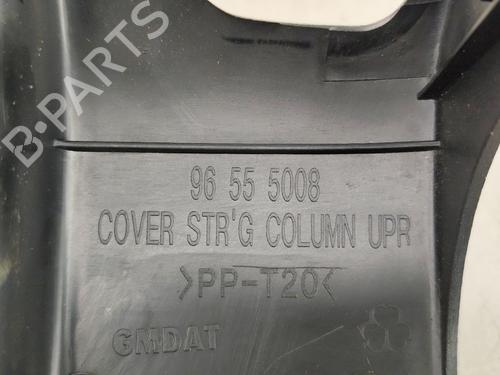 B-PARTS
96 55 5008
COVER STR'G COLUMN UPR
>PP-T20<
GMDAT